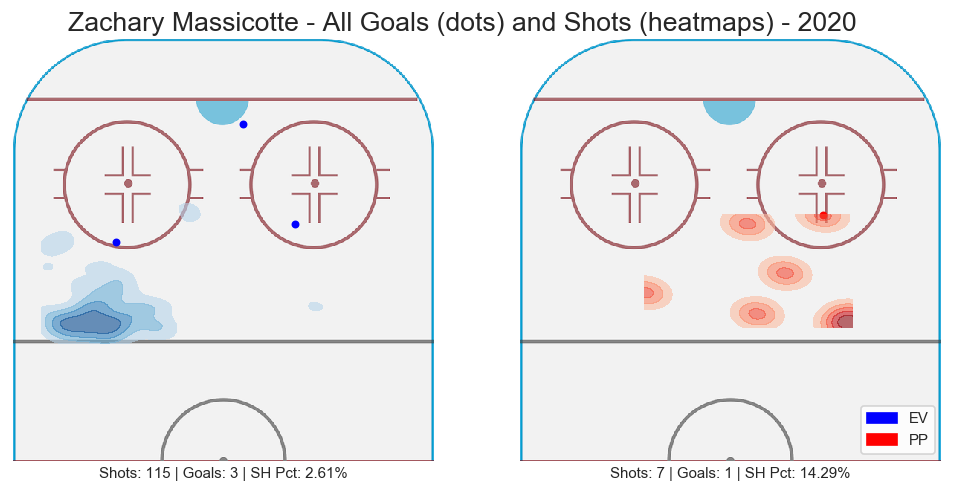 Zachary Massicotte - All Goals (dots) and Shots (heatmaps) - 2020
EV
PP
Shots: 115 | Goals: 3 | SH Pct: 2.61%
Shots: 7 | Goals: 1 | SH Pct: 14.29%